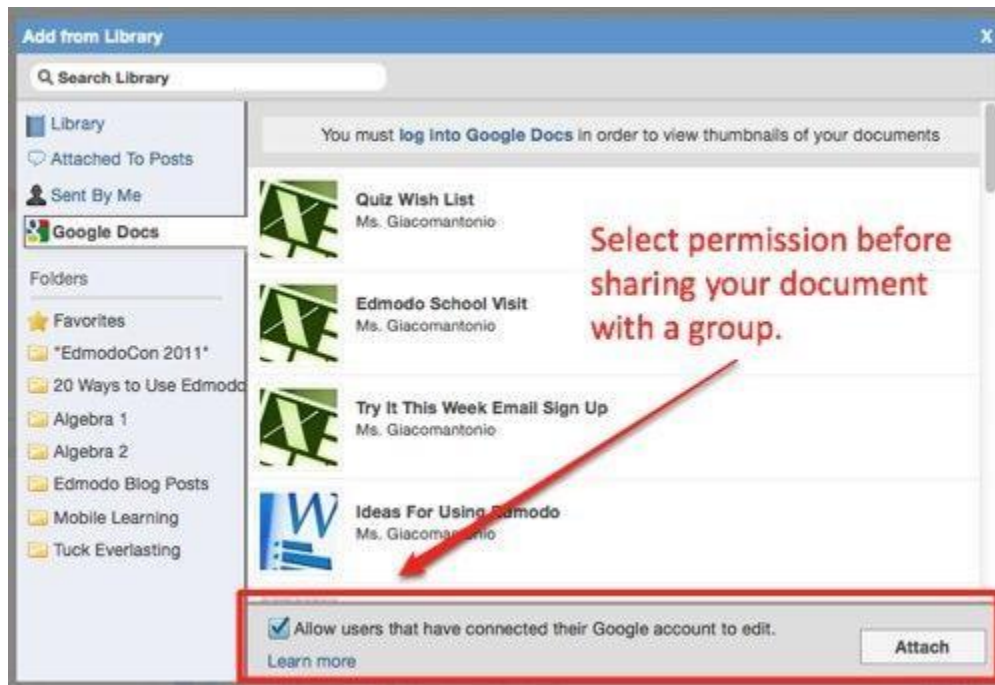 Add from Library
X
Search Library
Library
Attached To Posts
Sent By Me
Google Docs
Folders
Favorites
"EdmodoCon 2011"
20 Ways to Use Edmodo
Algebra 1
Algebra 2
Edmodo Blog Posts
Mobile Learning
Tuck Everlasting
You must log into Google Docs in order to view thumbnails of your documents
Quiz Wish List
Ms. Giacomantonio
Edmodo School Visit
Ms. Giacomantonio
Try It This Week Email Sign Up
Ms. Giacomantonio
Ideas For Using Edmodo
Ms. Giacomantonio
Select permission before
sharing your document
with a group.
Allow users that have connected their Google account to edit.
Learn more
Attach